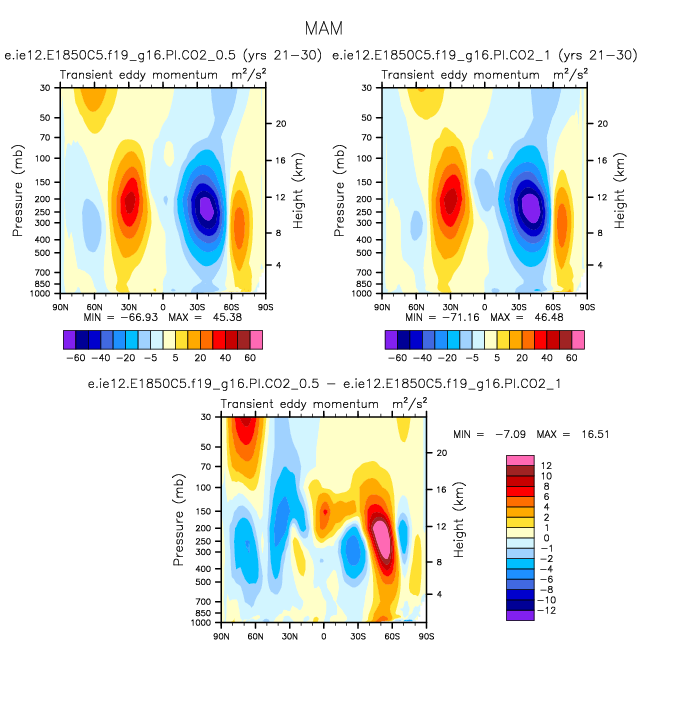 MAM
e.ie12.E1850C5.f19_g16.PI.CO2_0.5 (yrs 21-30) e.ie12.E1850C5.f19_g16.PI.CO2_1 (yrs 21-30)
Transient eddy momentum m²/s² Transient eddy momentum m²/s²
30 30
50 20 50 20
70 70
100 16 100 16
150 150
200 12 200 12
250 250
300 8 300 8
400 400
500 500
700 4 700 4
850 850
1000 1000
Pressure (mb) Height (km) Pressure (mb) Height (km)
90N 60N 30N 0 30S 60S 90S 90N 60N 30N 0 30S 60S 90S
MIN = -66.93 MAX = 45.38 MIN = -71.16 MAX = 46.48
-60 -40 -20 -5 5 20 40 60 -60 -40 -20 -5 5 20 40 60
e.ie12.E1850C5.f19_g16.PI.CO2_0.5 - e.ie12.E1850C5.f19_g16.PI.CO2_1
Transient eddy momentum m²/s²
MIN = -7.09 MAX = 16.51
30
50 20
70
100 16
150
200 12
250
300 8
400
500
700 4
850
1000
Pressure (mb) Height (km)
90N 60N 30N 0 30S 60S 90S
12
10
8
6
4
2
1
0
-1
-2
-4
-6
-8
-10
-12